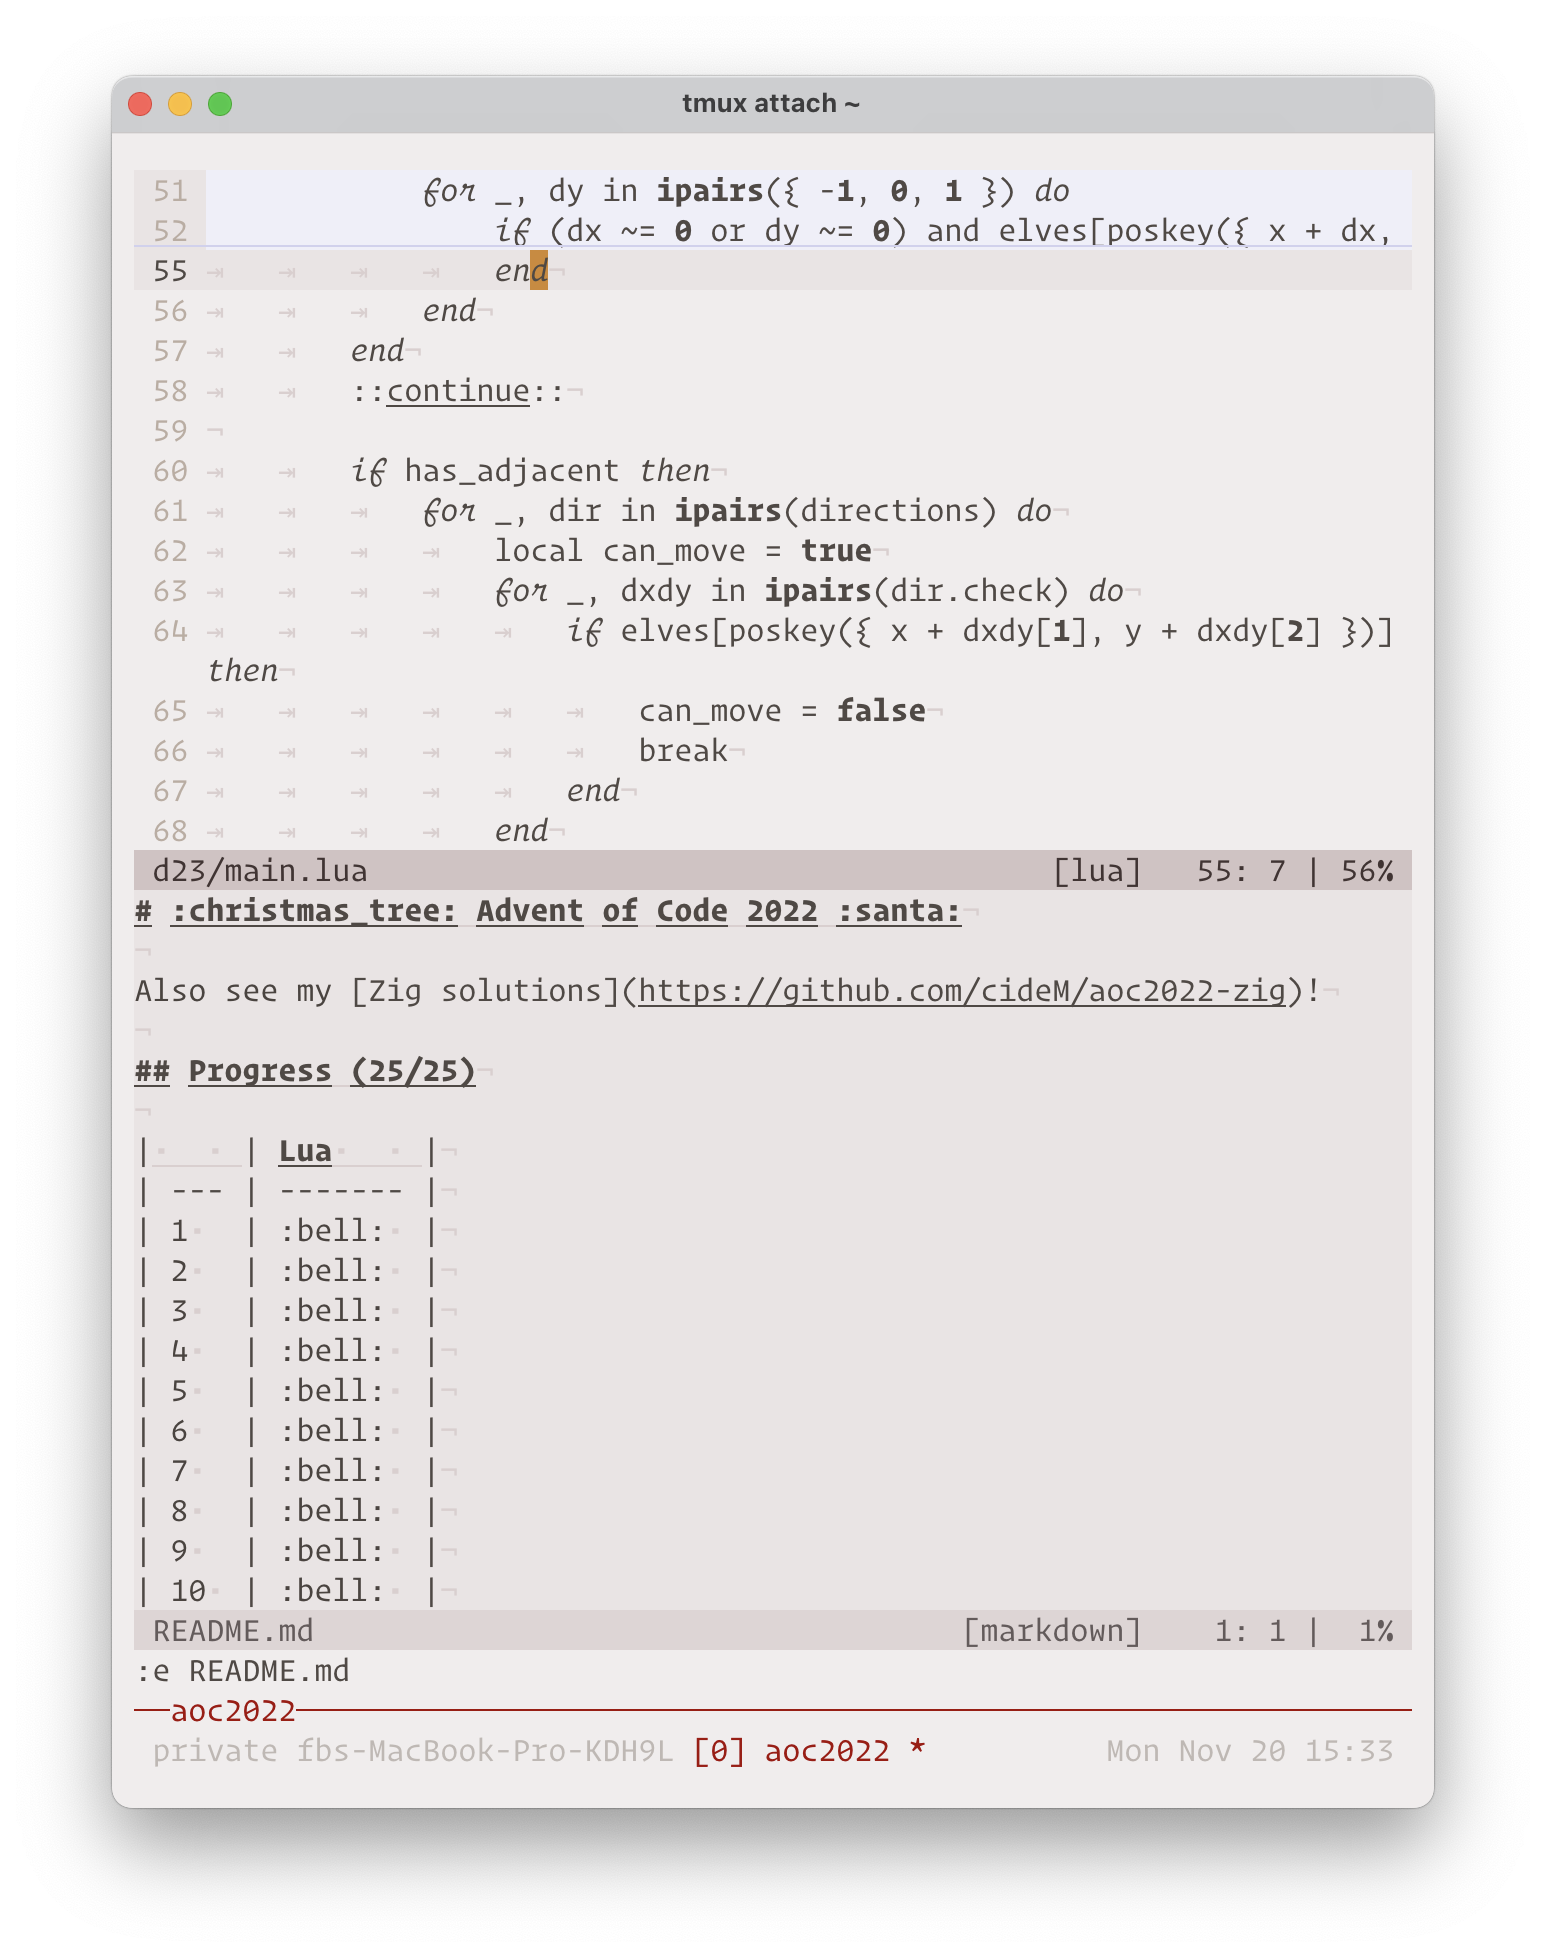 tmux attach ~
51 for _, dy in ipairs({ -1, 0, 1 }) do
52 if (dx ~= 0 or dy ~= 0) and elves[poskey({ x + dx,
55 ⇥ ⇥ ⇥ ⇥ end¬
56 ⇥ ⇥ ⇥ end¬
57 ⇥ ⇥ end¬
58 ⇥ ⇥ ::continue::¬
59 ¬
60 ⇥ ⇥ if has_adjacent then¬
61 ⇥ ⇥ ⇥ for _, dir in ipairs(directions) do¬
62 ⇥ ⇥ ⇥ ⇥ local can_move = true¬
63 ⇥ ⇥ ⇥ ⇥ for _, dxdy in ipairs(dir.check) do¬
64 ⇥ ⇥ ⇥ ⇥ ⇥ if elves[poskey({ x + dxdy[1], y + dxdy[2] })]
then¬
65 ⇥ ⇥ ⇥ ⇥ ⇥ ⇥ can_move = false¬
66 ⇥ ⇥ ⇥ ⇥ ⇥ ⇥ break¬
67 ⇥ ⇥ ⇥ ⇥ ⇥ end¬
68 ⇥ ⇥ ⇥ ⇥ end¬
d23/main.lua [lua] 55: 7 | 56%
# :christmas_tree: Advent of Code 2022 :santa:¬
¬
Also see my [Zig solutions](https://github.com/cideM/aoc2022-zig)!¬
¬
## Progress (25/25)¬
¬
|· · | Lua· · |¬
| --- | ------- |¬
| 1· | :bell:· |¬
| 2· | :bell:· |¬
| 3· | :bell:· |¬
| 4· | :bell:· |¬
| 5· | :bell:· |¬
| 6· | :bell:· |¬
| 7· | :bell:· |¬
| 8· | :bell:· |¬
| 9· | :bell:· |¬
| 10· | :bell:· |¬
README.md [markdown] 1: 1 | 1%
:e README.md
aoc2022
private fbs-MacBook-Pro-KDH9L [0] aoc2022 * Mon Nov 20 15:33